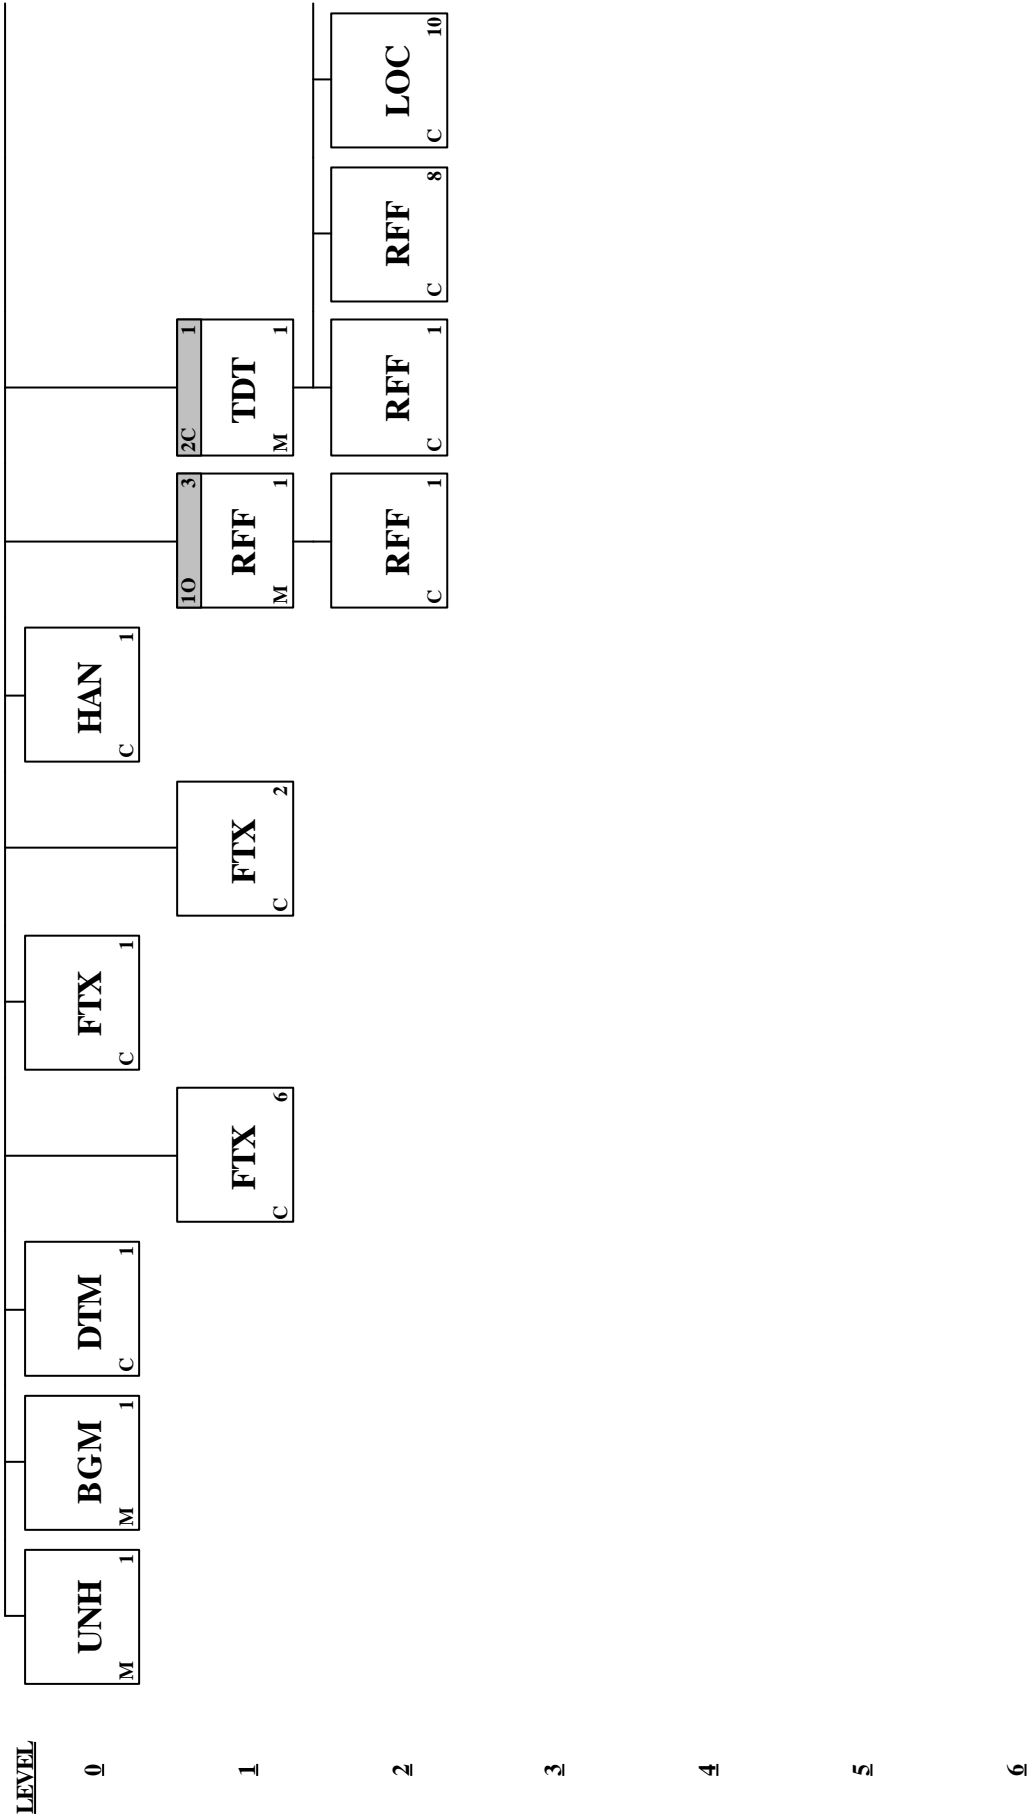 LEVEL
0
UNH
M 1
BGM
M 1
DTM
C 1
FTX
C 1
HAN
C 1
1
FTX
C 6
FTX
C 2
1O 3
RFF
M 1
2C 1
TDT
M 1
2
RFF
C 1
RFF
C 1
RFF
C 8
LOC
C 10
3
4
5
6